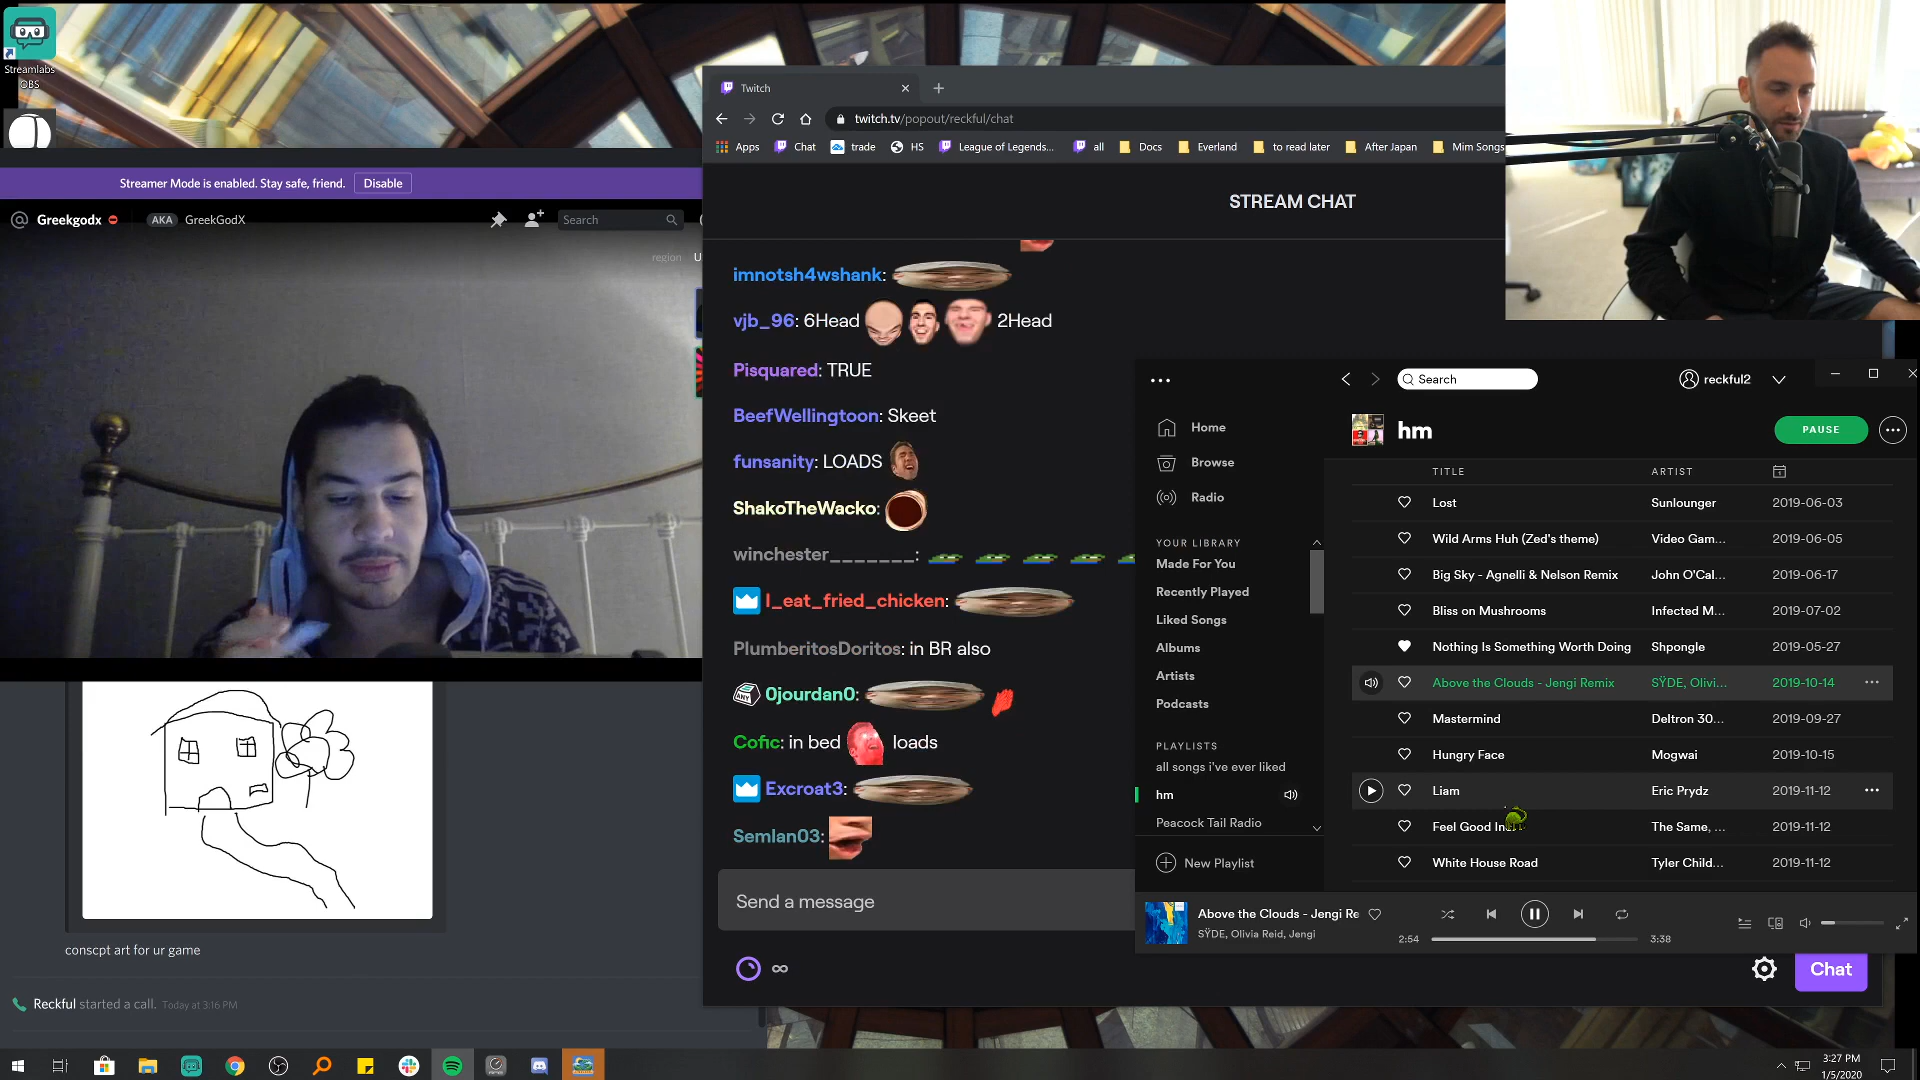 Streamlabs
OBS
Streamer Mode is enabled. Stay safe, friend. Disable
Greekgodx AKA GreekGodX Search
region
Twitch
twitch.tv/popout/reckful/chat
Apps Chat trade HS League of Legends... all Docs Everland to read later After Japan Mim Songs
STREAM CHAT
imnotsh4wshank:
vjb_96: 6Head 2Head
Pisquared: TRUE
BeefWellingtoon: Skeet
funsanity: LOADS
ShakoTheWacko:
winchester_______:
I_eat_fried_chicken:
PlumberitosDoritos: in BR also
0jourdan0:
Cofic: in bed loads
Excroat3:
Semlan03:
Send a message
Chat
conscpt art for ur game
Reckful started a call. Today at 3:16 PM
Search
reckful2
Home
Browse
Radio
YOUR LIBRARY
Made For You
Recently Played
Liked Songs
Albums
Artists
Podcasts
PLAYLISTS
all songs i've ever liked
hm
Peacock Tail Radio
New Playlist
hm
PAUSE
TITLE ARTIST
Lost Sunlounger 2019-06-03
Wild Arms Huh (Zed's theme) Video Gam... 2019-06-05
Big Sky - Agnelli & Nelson Remix John O'Cal... 2019-06-17
Bliss on Mushrooms Infected M... 2019-07-02
Nothing Is Something Worth Doing Shpongle 2019-05-27
Above the Clouds - Jengi Remix SŸDE, Olivi... 2019-10-14
Mastermind Deltron 30... 2019-09-27
Hungry Face Mogwai 2019-10-15
Liam Eric Prydz 2019-11-12
Feel Good The Same, ... 2019-11-12
White House Road Tyler Child... 2019-11-12
Above the Clouds - Jengi Re
SŸDE, Olivia Reid, Jengi
2:54 3:38
3:27 PM
1/5/2020